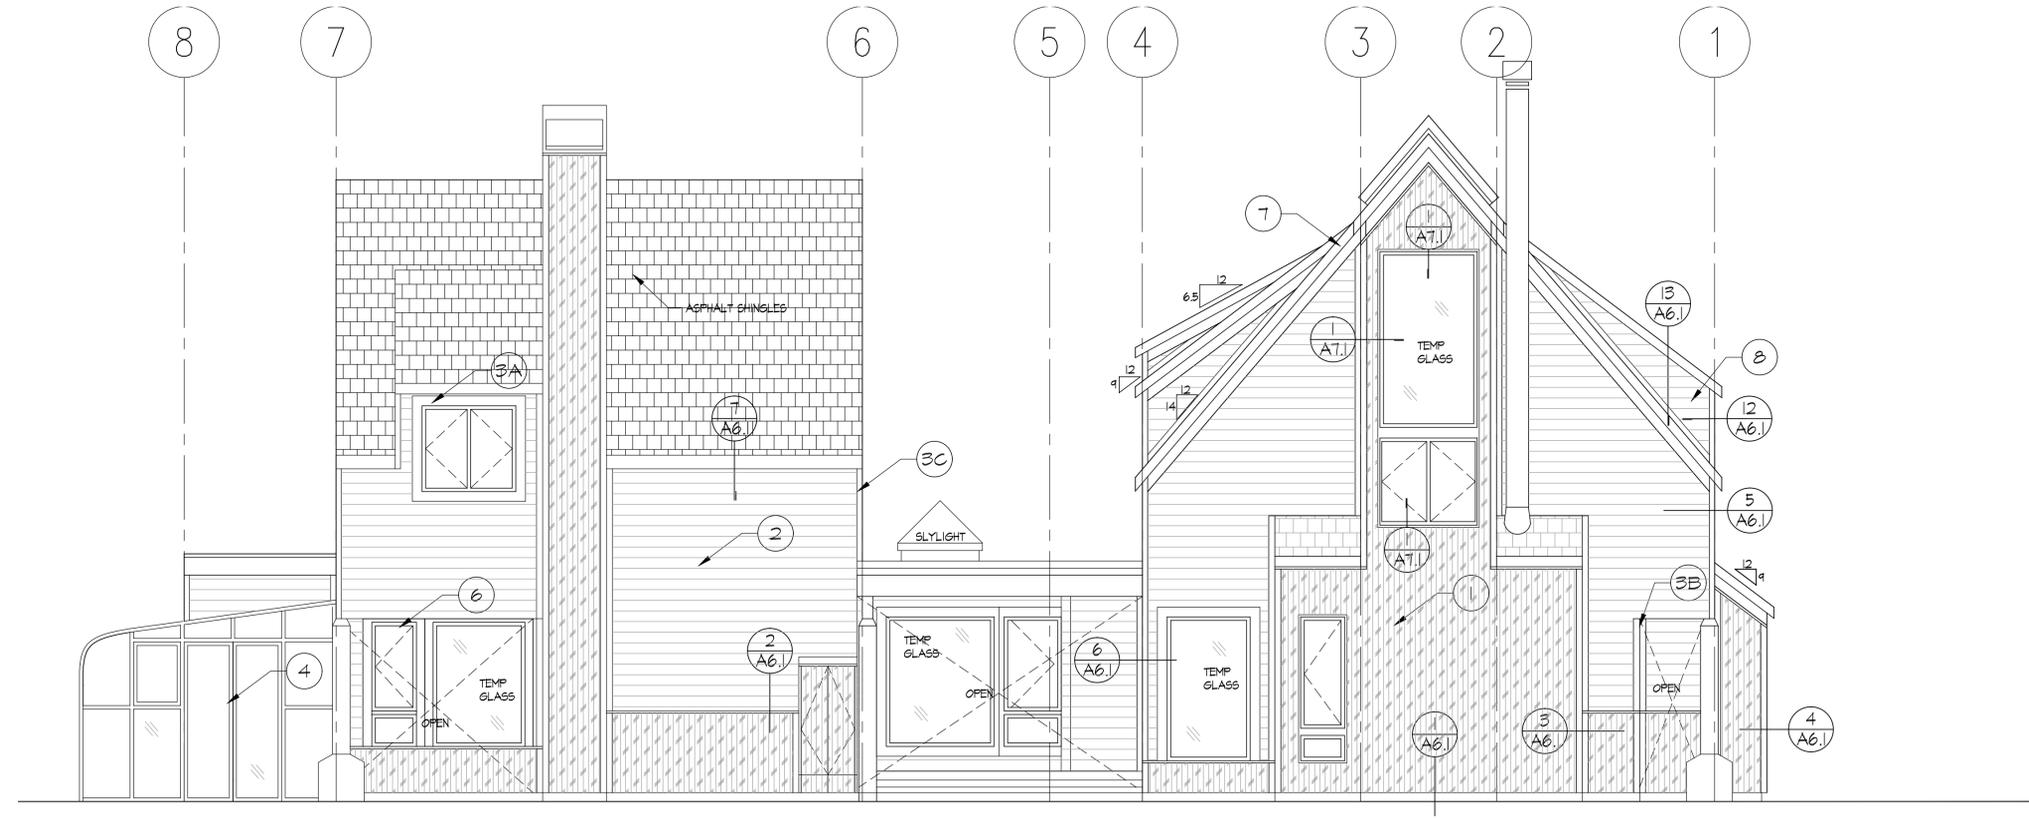 8 7 6 5 4 3 2 1
7
1
A7.1
12
6.5
ASPHALT SHINGLES
13
A6.1
1
A7.1
TEMP
GLASS
8
3A
12
9
12
14
7
A6.1
12
A6.1
3C
5
A6.1
2
SLYLIGHT
1
A7.1
12
9
3B
6
1
2
A6.1
TEMP
GLASS
6
A6.1
4
TEMP
GLASS
TEMP
GLASS
OPEN
OPEN
OPEN
3
A6.1
1
A6.1
4
A6.1